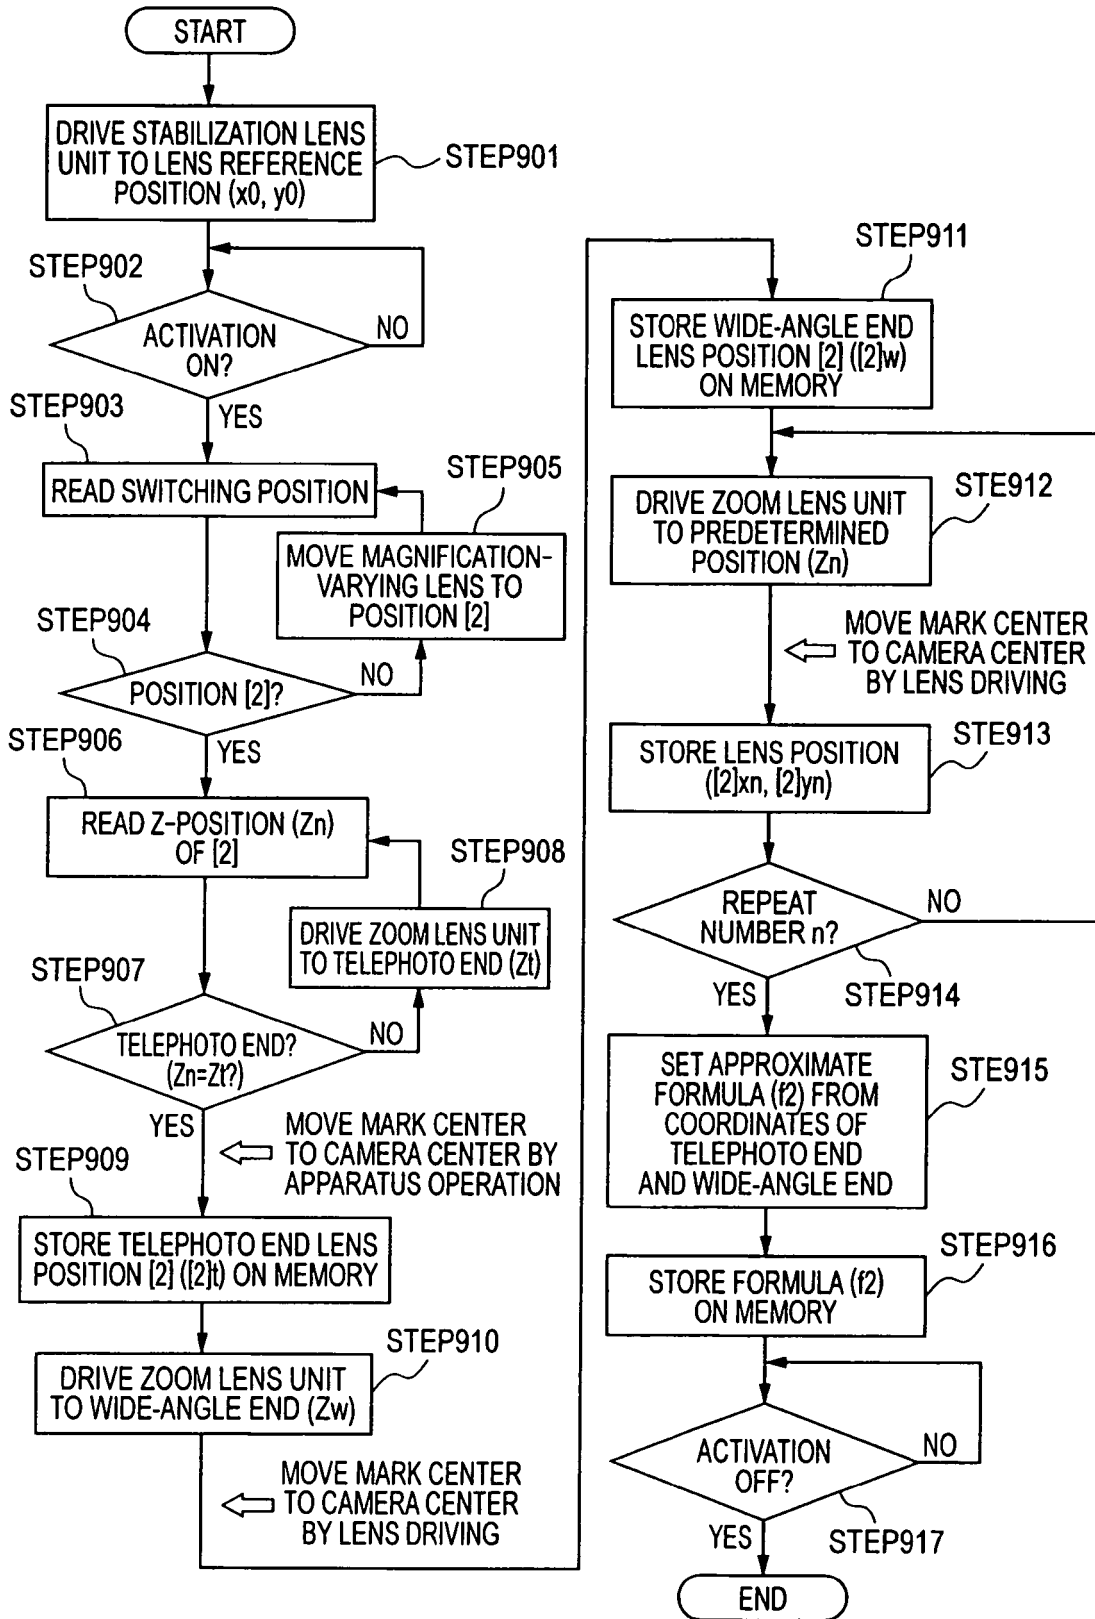 START
DRIVE STABILIZATION LENS
UNIT TO LENS REFERENCE
POSITION (x0, y0)
STEP901
STEP902
ACTIVATION
ON?
NO
YES
STEP903
READ SWITCHING POSITION
STEP905
MOVE MAGNIFICATION-
VARYING LENS TO
POSITION [2]
STEP904
POSITION [2]?
NO
YES
STEP906
READ Z-POSITION (Zn)
OF [2]
STEP908
DRIVE ZOOM LENS UNIT
TO TELEPHOTO END (Zt)
STEP907
TELEPHOTO END?
(Zn=Zt?)
NO
YES
MOVE MARK CENTER
TO CAMERA CENTER BY
APPARATUS OPERATION
STEP909
STORE TELEPHOTO END LENS
POSITION [2] ([2]t) ON MEMORY
STEP910
DRIVE ZOOM LENS UNIT
TO WIDE-ANGLE END (Zw)
MOVE MARK CENTER
TO CAMERA CENTER
BY LENS DRIVING
STEP911
STORE WIDE-ANGLE END
LENS POSITION [2] ([2]w)
ON MEMORY
STE912
DRIVE ZOOM LENS UNIT
TO PREDETERMINED
POSITION (Zn)
MOVE MARK CENTER
TO CAMERA CENTER
BY LENS DRIVING
STE913
STORE LENS POSITION
([2]xn, [2]yn)
REPEAT
NUMBER n?
NO
YES
STEP914
SET APPROXIMATE
FORMULA (f2) FROM
COORDINATES OF
TELEPHOTO END
AND WIDE-ANGLE END
STE915
STEP916
STORE FORMULA (f2)
ON MEMORY
ACTIVATION
OFF?
NO
YES
STEP917
END